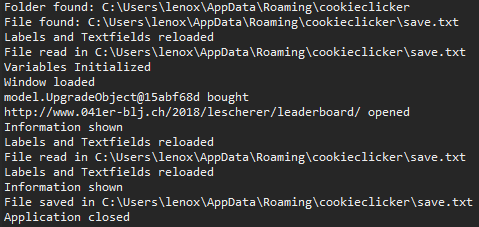 Folder found: C:\Users\lenox\AppData\Roaming\cookieclicker
File found: C:\Users\lenox\AppData\Roaming\cookieclicker\save.txt
Labels and Textfields reloaded
File read in C:\Users\lenox\AppData\Roaming\cookieclicker\save.txt
Variables Initialized
Window loaded
model.UpgradeObject@15abf68d bought
http://www.041er-blj.ch/2018/lescherer/leaderboard/ opened
Information shown
Labels and Textfields reloaded
File read in C:\Users\lenox\AppData\Roaming\cookieclicker\save.txt
Labels and Textfields reloaded
Information shown
File saved in C:\Users\lenox\AppData\Roaming\cookieclicker\save.txt
Application closed